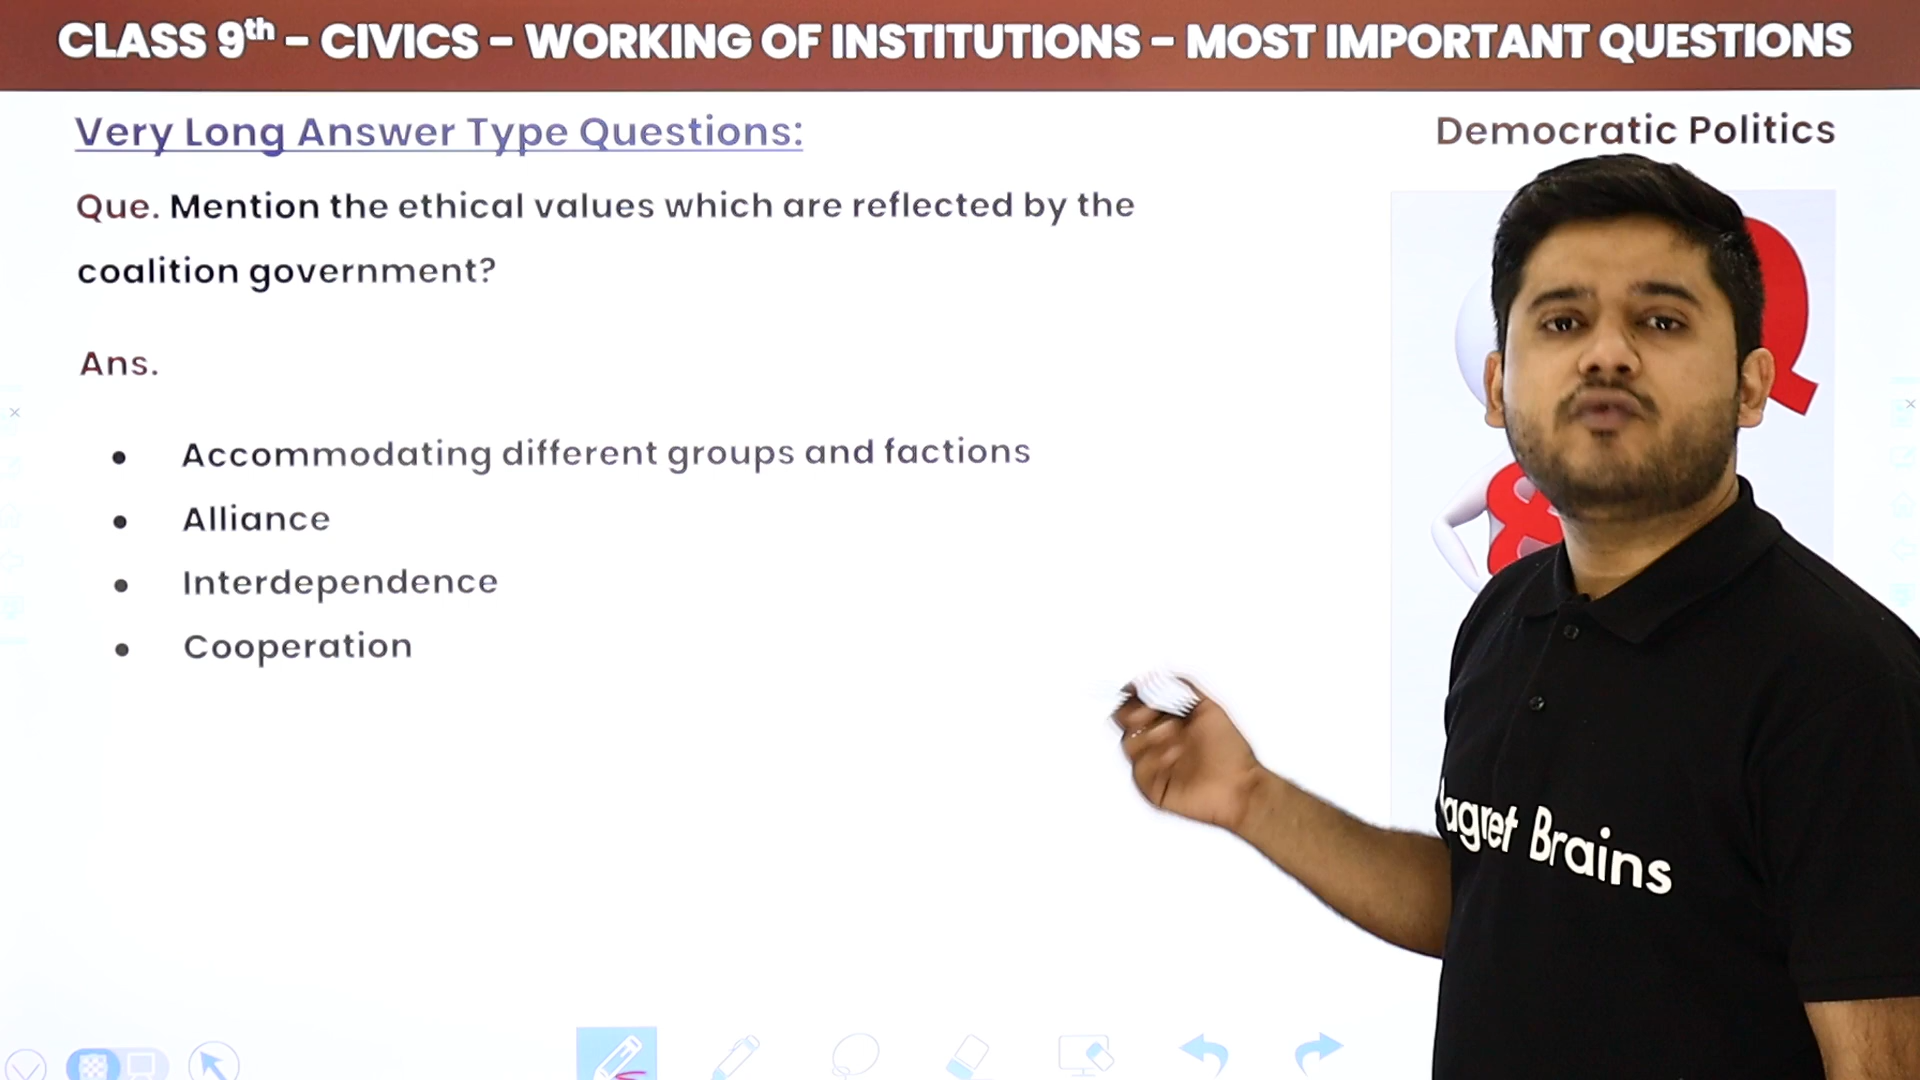 CLASS 9th - CIVICS - WORKING OF INSTITUTIONS - MOST IMPORTANT QUESTIONS
Very Long Answer Type Questions:
Democratic Politics
Que. Mention the ethical values which are reflected by the
coalition government?
Ans.
• Accommodating different groups and factions
• Alliance
• Interdependence
• Cooperation
Q
&
Brains